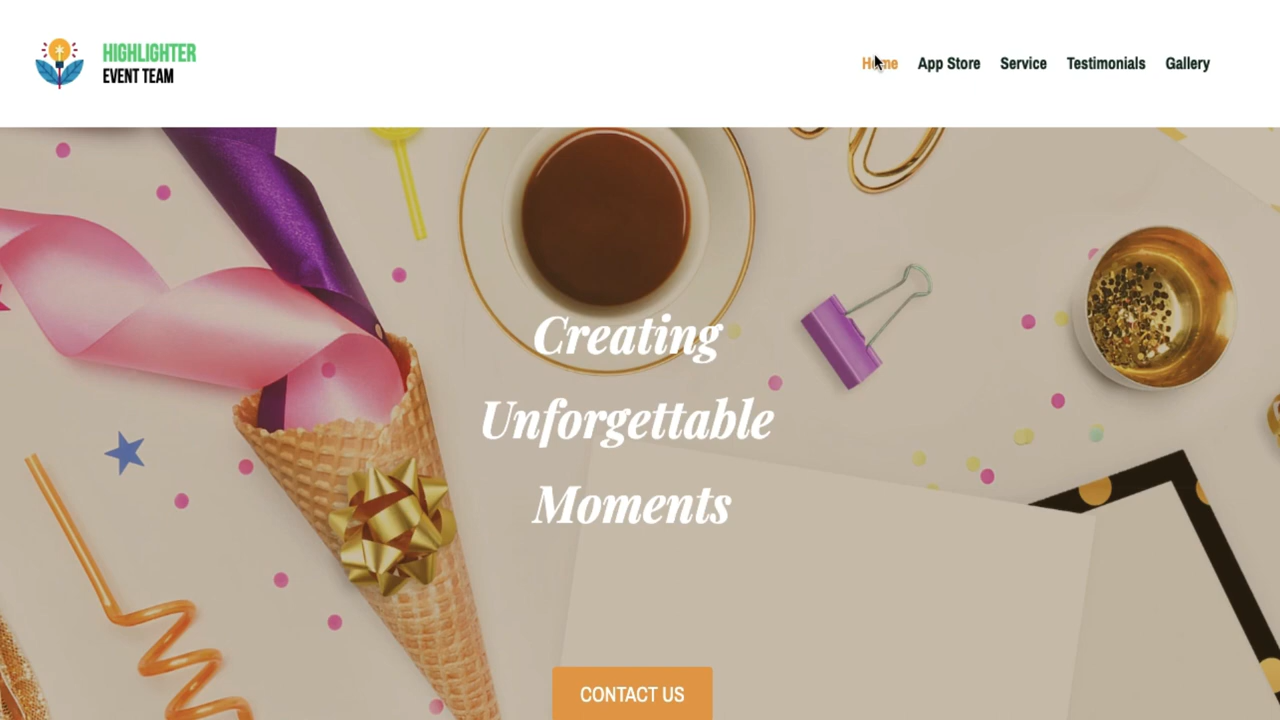 HIGHLIGHTER
EVENT TEAM
Home App Store Service Testimonials Gallery
Creating
Unforgettable
Moments
CONTACT US